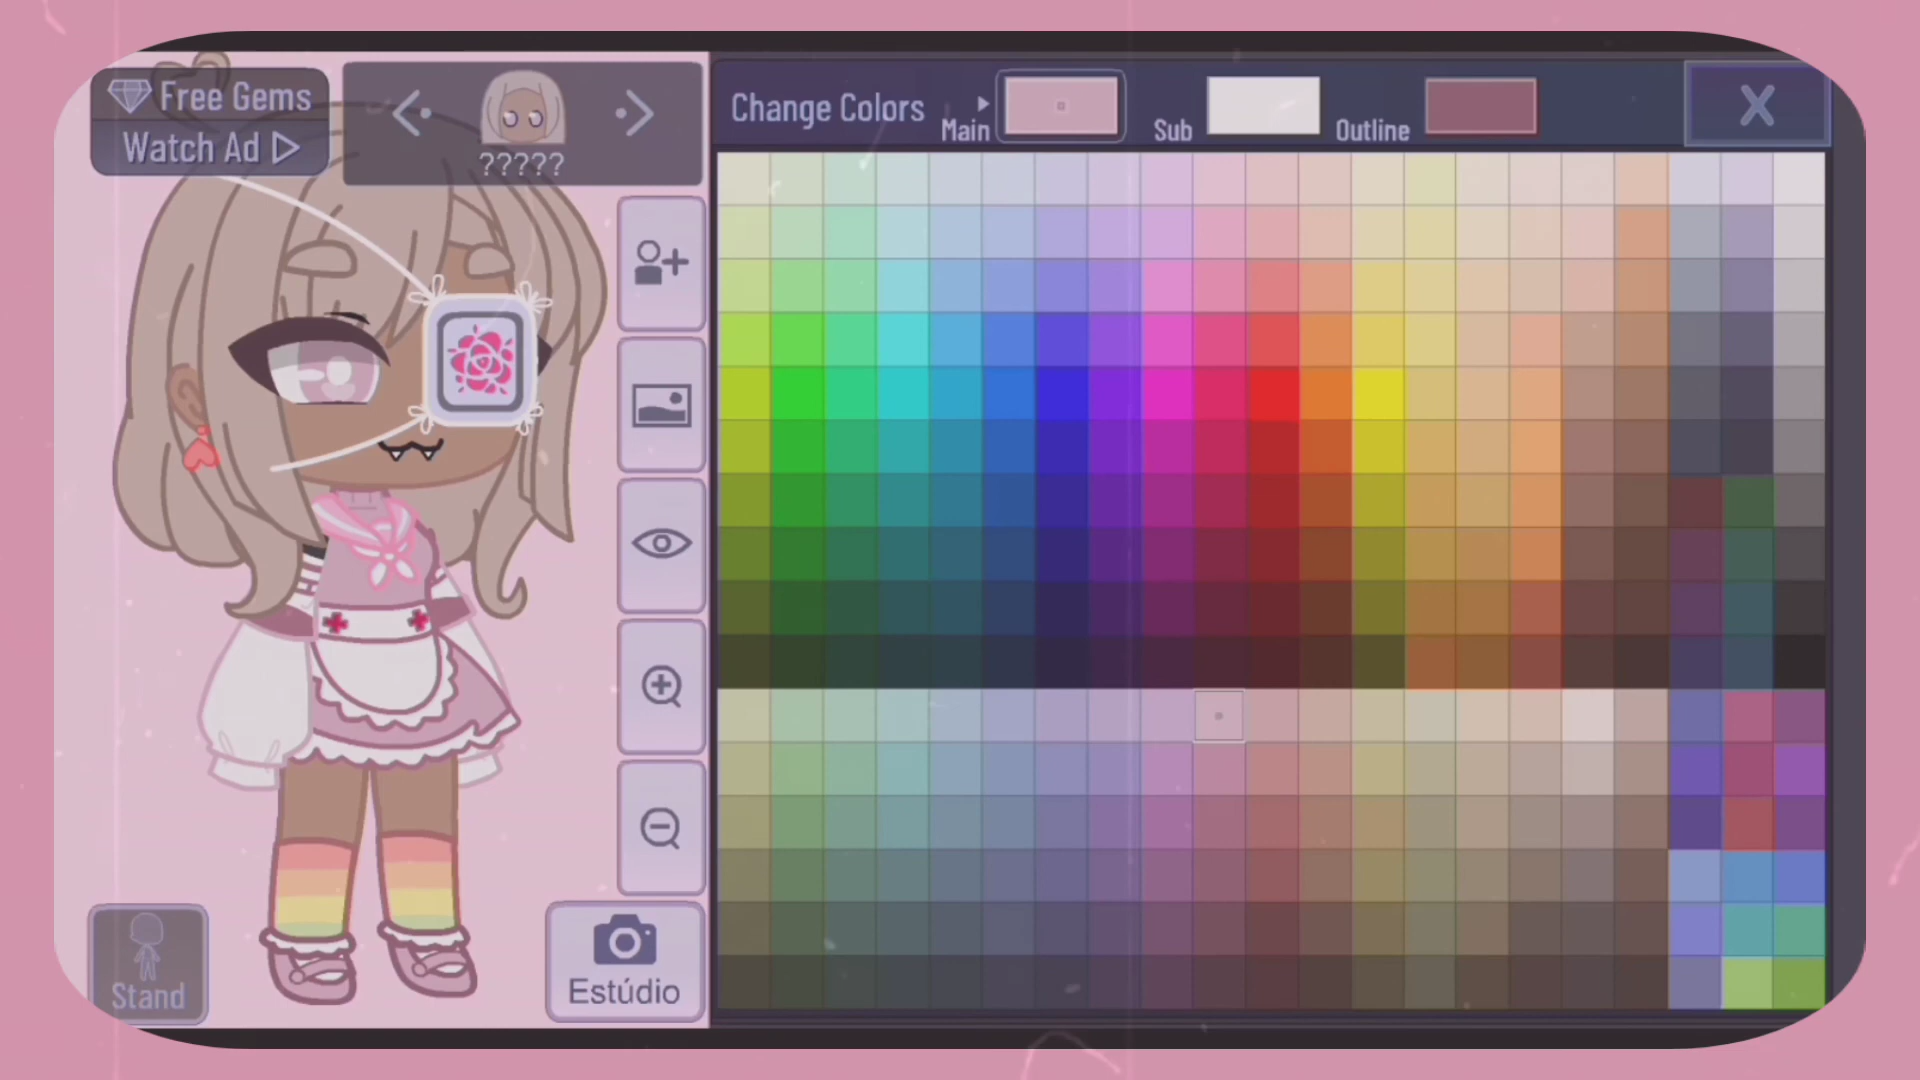 Free Gems
Watch Ad
?????
Change Colors
Main
Sub
Outline
X
Stand
Estúdio